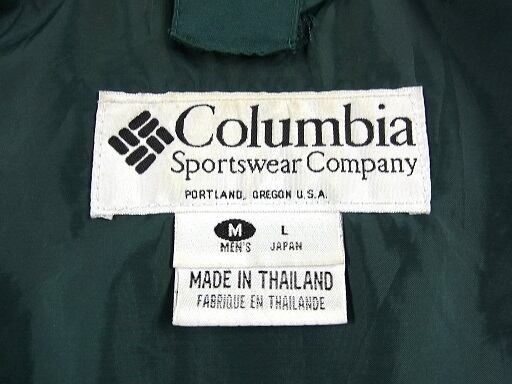 Columbia
Sportswear Company
PORTLAND, OREGON U.S.A.
M L
MEN'S JAPAN
MADE IN THAILAND
FABRIQUE EN THAILANDE